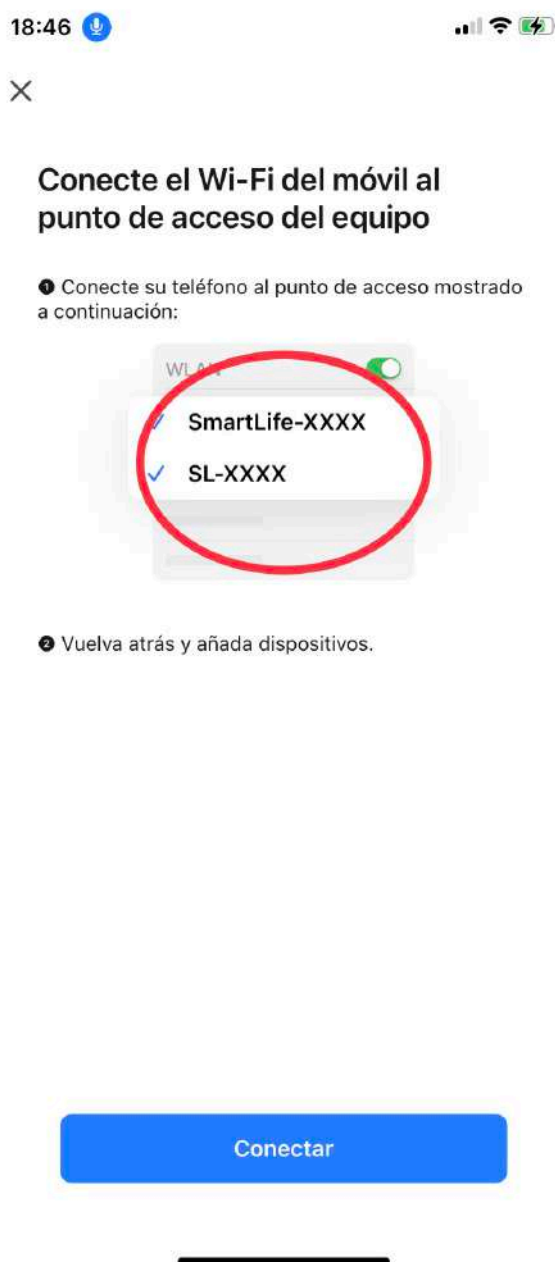 18:46
Conecte el Wi-Fi del móvil al
punto de acceso del equipo
❶ Conecte su teléfono al punto de acceso mostrado
a continuación:
WLAN
SmartLife-XXXX
SL-XXXX
❷ Vuelva atrás y añada dispositivos.
Conectar